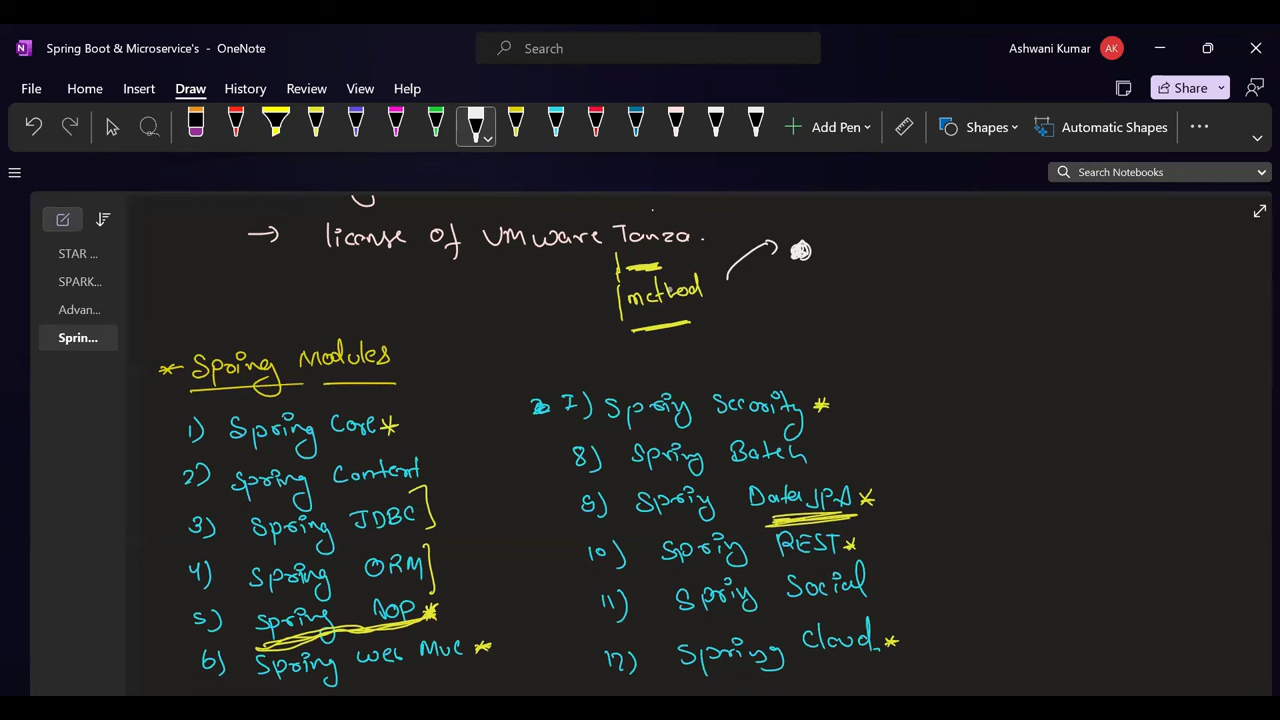 Spring Boot & Microservice's - OneNote
Search
Ashwani Kumar
AK
File Home Insert Draw History Review View Help
Share
Add Pen
Shapes
Automatic Shapes
Search Notebooks
STAR ...
SPARK...
Advan...
Sprin...
→ license of VMware Tanza.
method
* Spring Modules
1) Spring Core *
2) Spring Context
3) Spring JDBC
4) Spring ORM
5) Spring AOP *
6) Spring Web MVC *
7) Spring Security *
8) Spring Batch
9) Spring Data JPA *
10) Spring REST *
11) Spring Social
12) Spring Cloud *